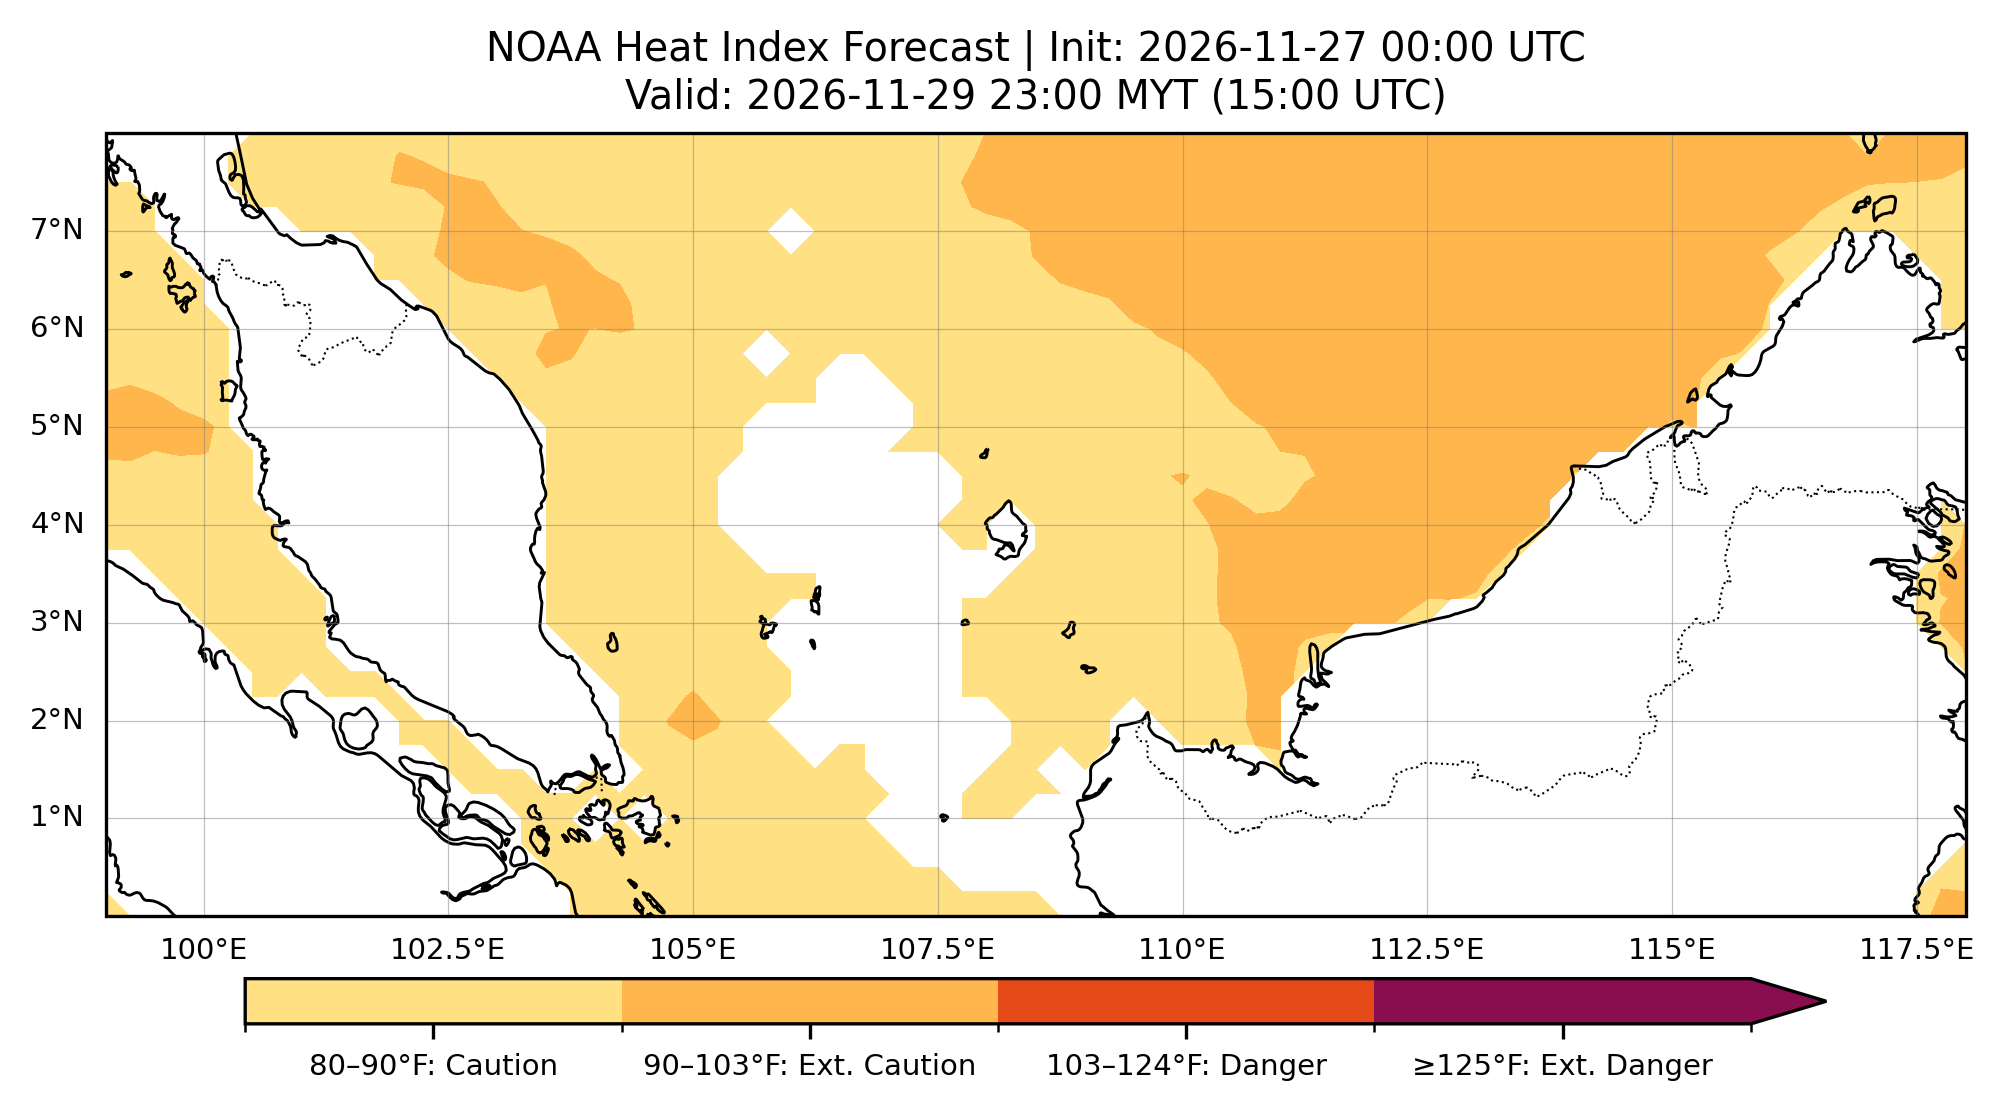 NOAA Heat Index Forecast | Init: 2026-11-27 00:00 UTC
Valid: 2026-11-29 23:00 MYT (15:00 UTC)
7°N
6°N
5°N
4°N
3°N
2°N
1°N
100°E
102.5°E
105°E
107.5°E
110°E
112.5°E
115°E
117.5°E
80–90°F: Caution
90–103°F: Ext. Caution
103–124°F: Danger
≥125°F: Ext. Danger